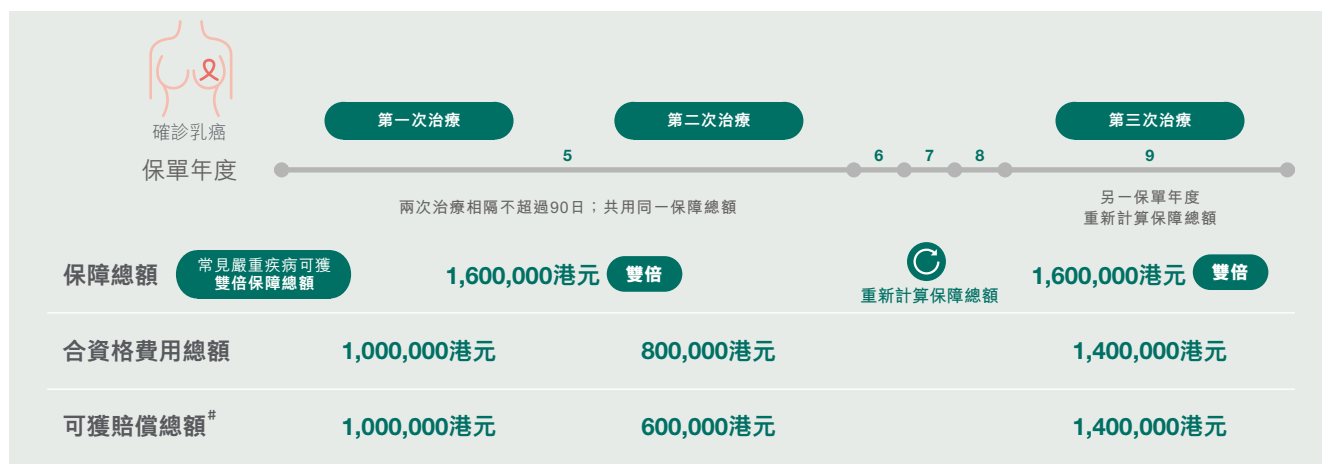 確診乳癌
保單年度
第一次治療
第二次治療
第三次治療
5
6
7
8
9
兩次治療相隔不超過90日；共用同一保障總額
另一保單年度
重新計算保障總額
保障總額
常見嚴重疾病可獲
雙倍保障總額
1,600,000港元
雙倍
重新計算保障總額
1,600,000港元
雙倍
合資格費用總額
1,000,000港元
800,000港元
1,400,000港元
可獲賠償總額#
1,000,000港元
600,000港元
1,400,000港元